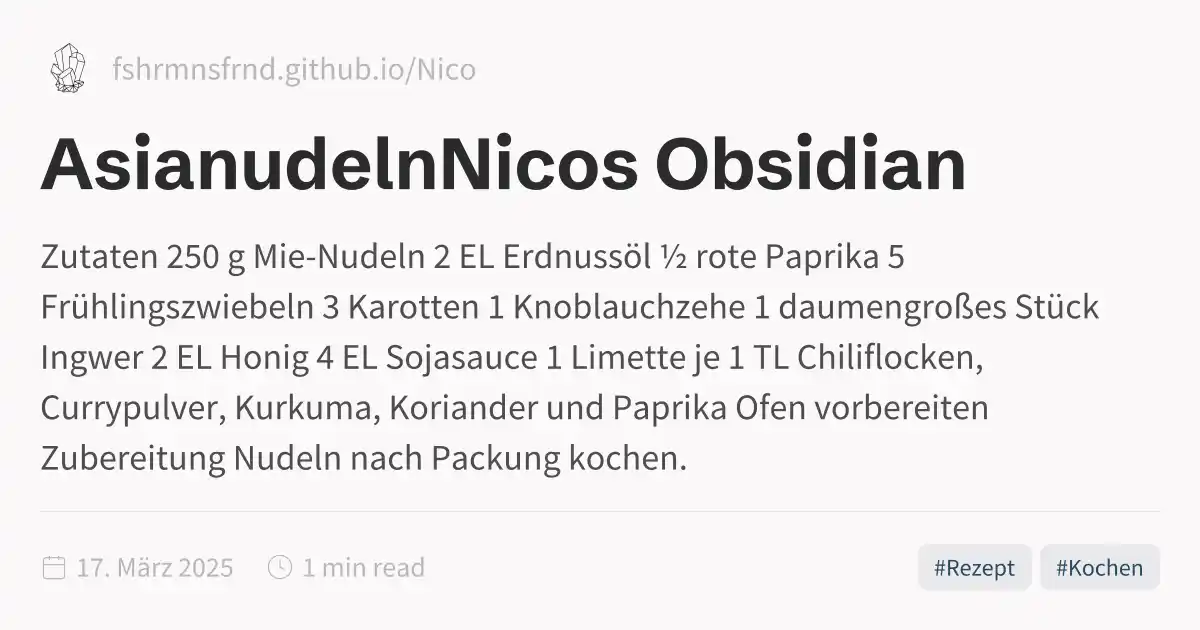 fshrmnsfrnd.github.io/Nico
AsianudelnNicos Obsidian
Zutaten 250 g Mie-Nudeln 2 EL Erdnussöl ½ rote Paprika 5
Frühlingszwiebeln 3 Karotten 1 Knoblauchzehe 1 daumengroßes Stück
Ingwer 2 EL Honig 4 EL Sojasauce 1 Limette je 1 TL Chiliflocken,
Currypulver, Kurkuma, Koriander und Paprika Ofen vorbereiten
Zubereitung Nudeln nach Packung kochen.
17. März 2025 1 min read #Rezept #Kochen